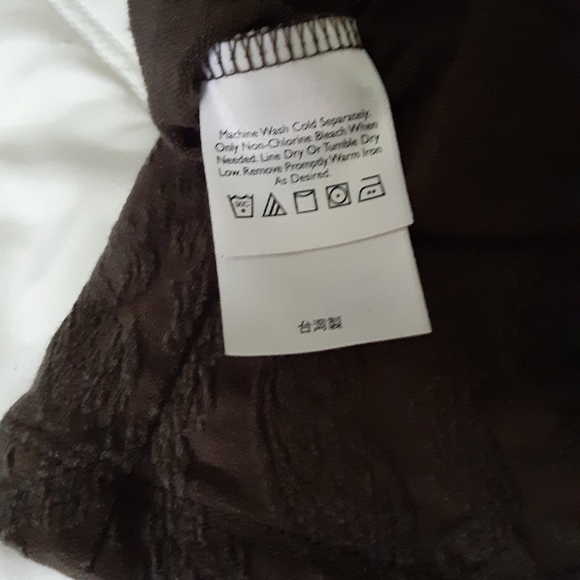 Machine Wash Cold Separately.
Only Non-Chlorine Bleach When
Needed. Line Dry Or Tumble Dry
Low. Remove Promptly. Warm Iron
As Desired.
30C
台灣製